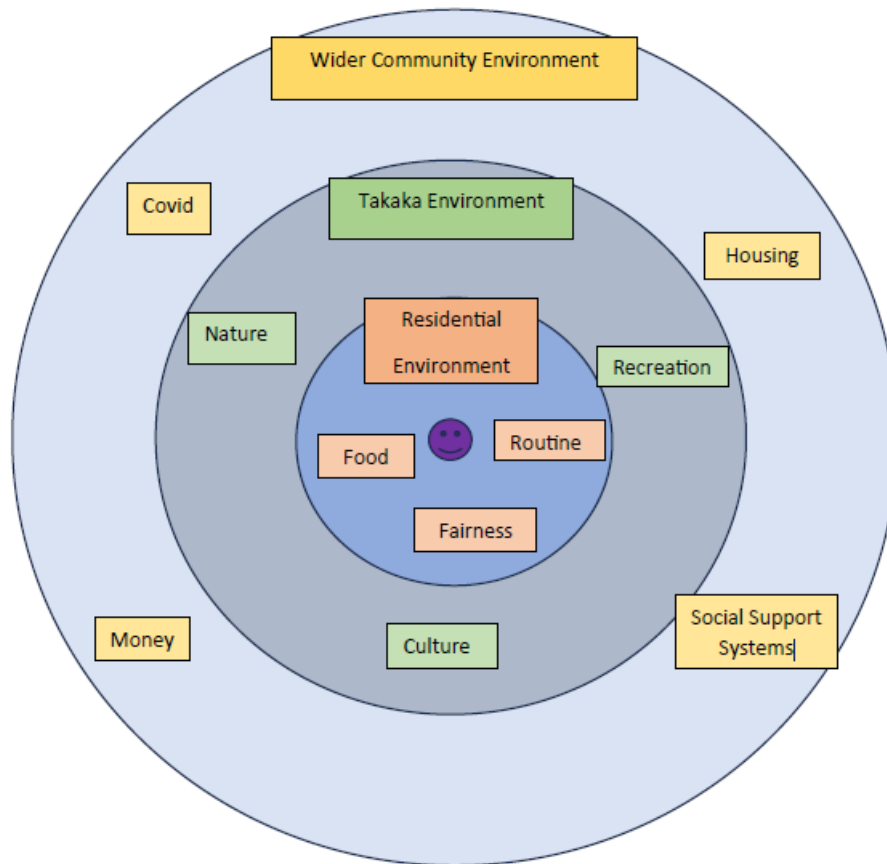 Wider Community Environment
Takaka Environment
Covid
Housing
Nature
Residential
Environment
Recreation
Food
Routine
Fairness
Money
Culture
Social Support
Systems